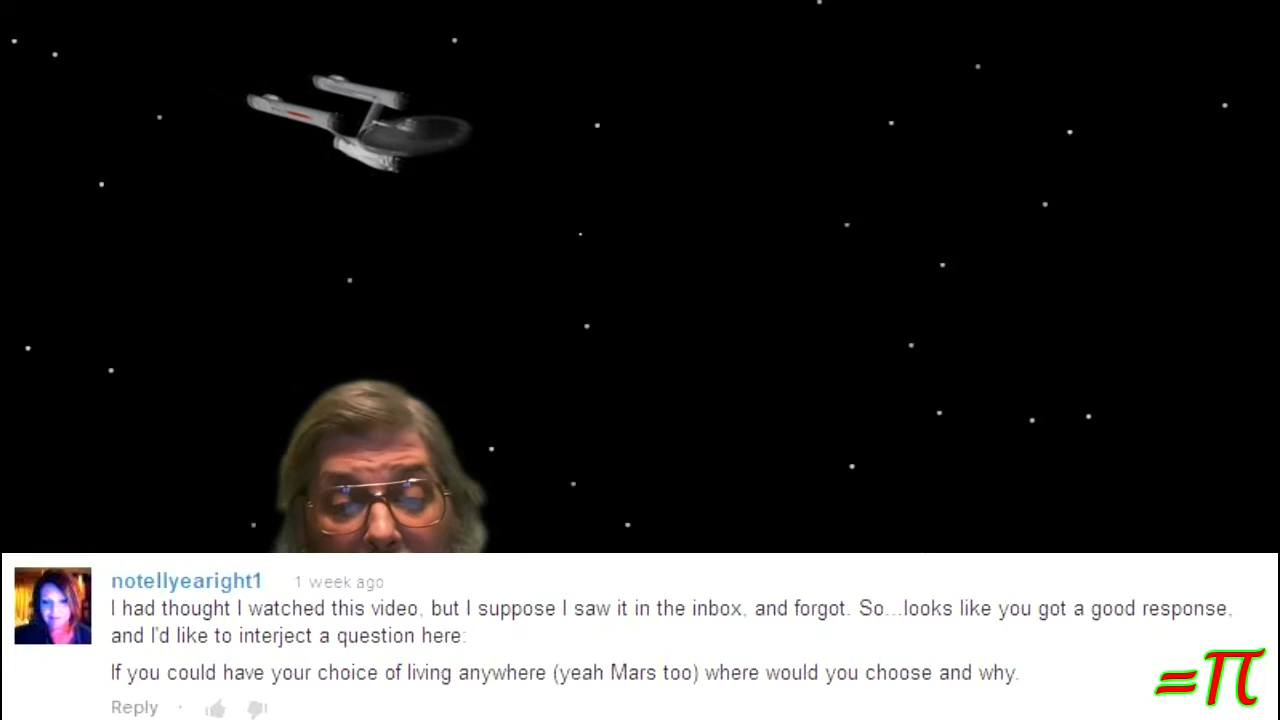 notellyearight1 1 week ago
I had thought I watched this video, but I suppose I saw it in the inbox, and forgot. So...looks like you got a good response,
and I'd like to interject a question here:
If you could have your choice of living anywhere (yeah Mars too) where would you choose and why.
Reply ·
=π